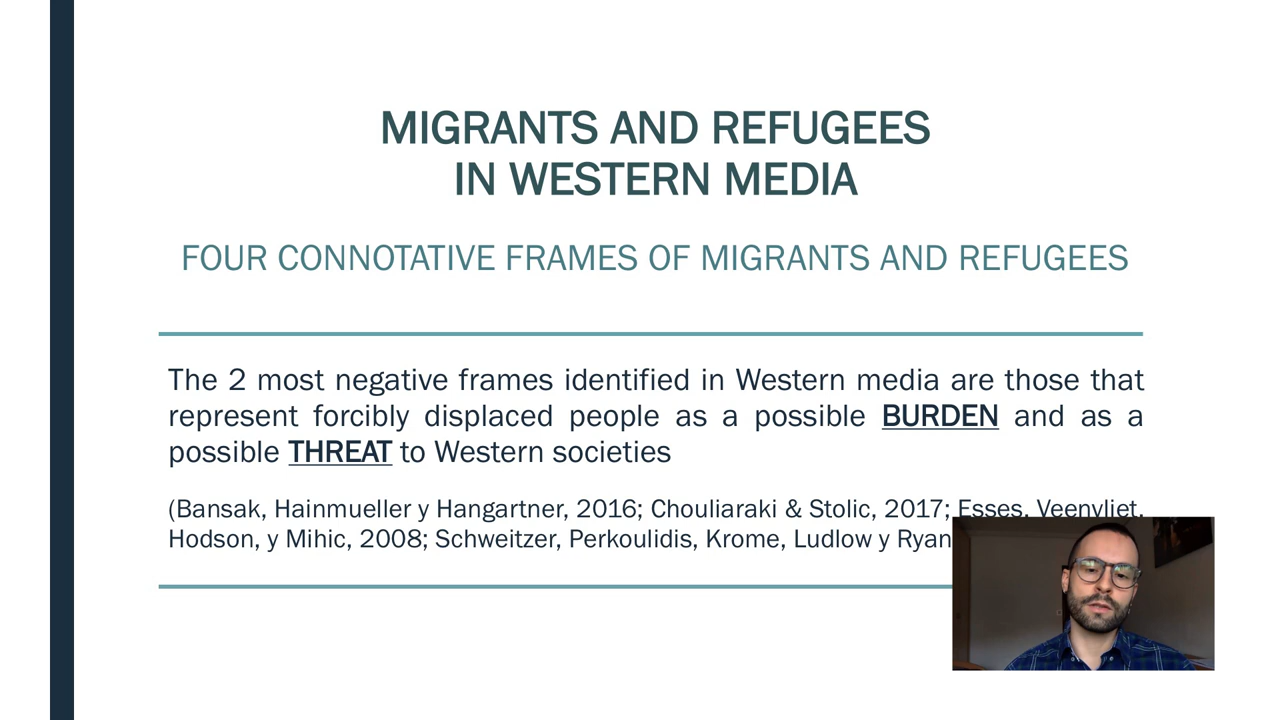 MIGRANTS AND REFUGEES
IN WESTERN MEDIA
FOUR CONNOTATIVE FRAMES OF MIGRANTS AND REFUGEES
The 2 most negative frames identified in Western media are those that
represent forcibly displaced people as a possible BURDEN and as a
possible THREAT to Western societies
(Bansak, Hainmueller y Hangartner, 2016; Chouliaraki & Stolic, 2017; Esses, Veenvliet,
Hodson, y Mihic, 2008; Schweitzer, Perkoulidis, Krome, Ludlow y Ryan